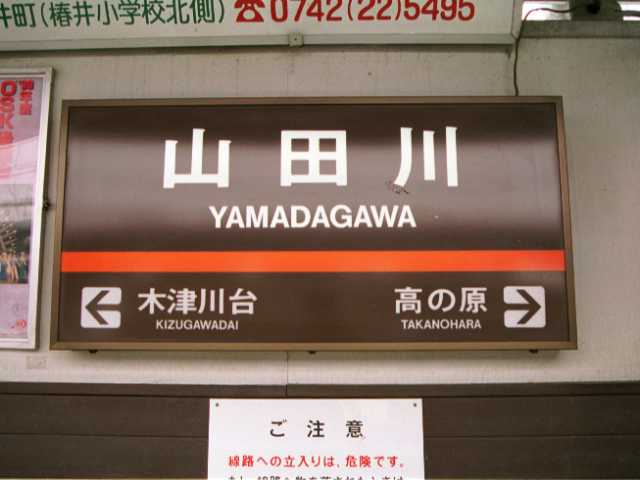 井町(椿井小学校北側) ☎0742(22)5495
OSK
山田川
YAMADAGAWA
木津川台
KIZUGAWADAI
高の原
TAKANOHARA
ご注意
線路への立入りは、危険です。